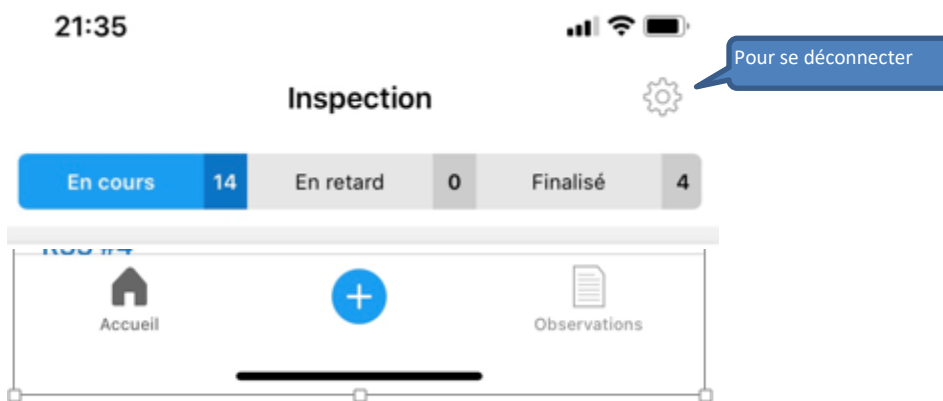 21:35
Pour se déconnecter
Inspection
En cours 14 En retard 0 Finalisé 4
Accueil
Observations